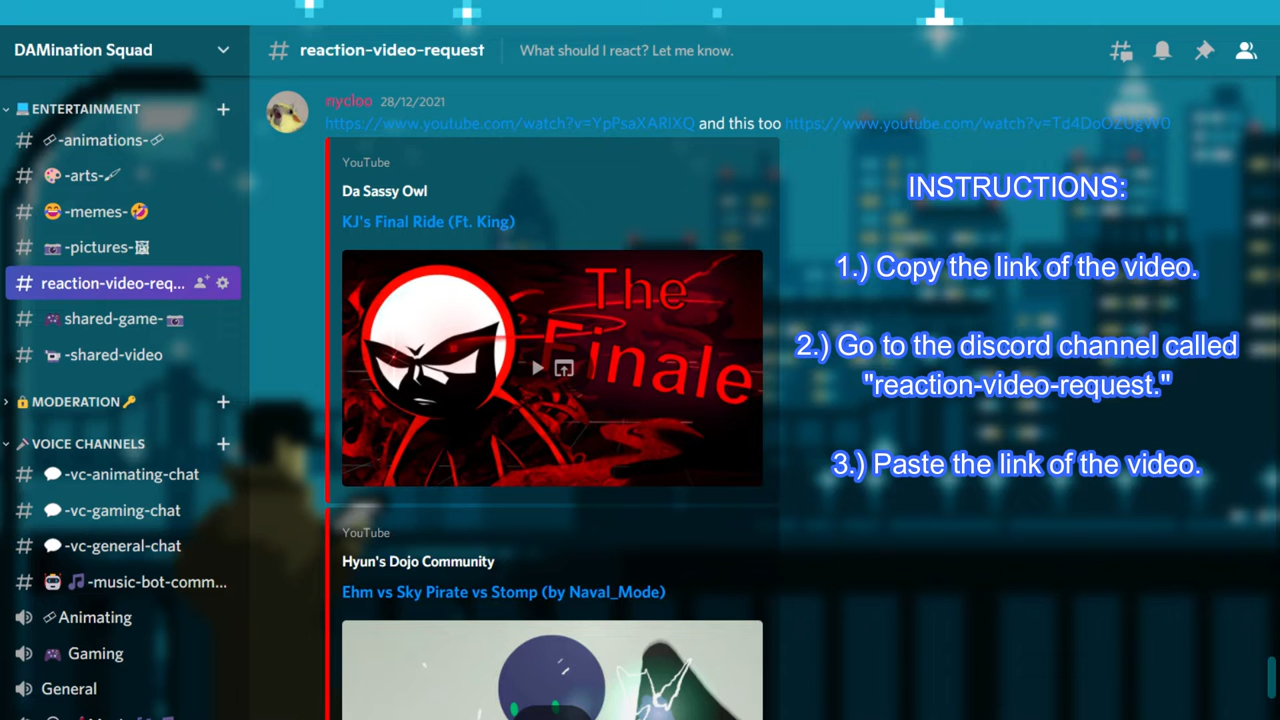 DAMination Squad
ENTERTAINMENT
-animations-
-arts-
-memes-
-pictures-
reaction-video-req...
-shared-game-
-shared-video
MODERATION
VOICE CHANNELS
-vc-animating-chat
-vc-gaming-chat
-vc-general-chat
-music-bot-comm...
Animating
Gaming
General
# reaction-video-request What should I react? Let me know.
nycloo 28/12/2021
https://www.youtube.com/watch?v=YpPsaXARlXQ and this too https://www.youtube.com/watch?v=Td4DoOZUgW0
YouTube
Da Sassy Owl
KJ's Final Ride (Ft. King)
The
Finale
YouTube
Hyun's Dojo Community
Ehm vs Sky Pirate vs Stomp (by Naval_Mode)
INSTRUCTIONS:
1.) Copy the link of the video.
2.) Go to the discord channel called
"reaction-video-request."
3.) Paste the link of the video.